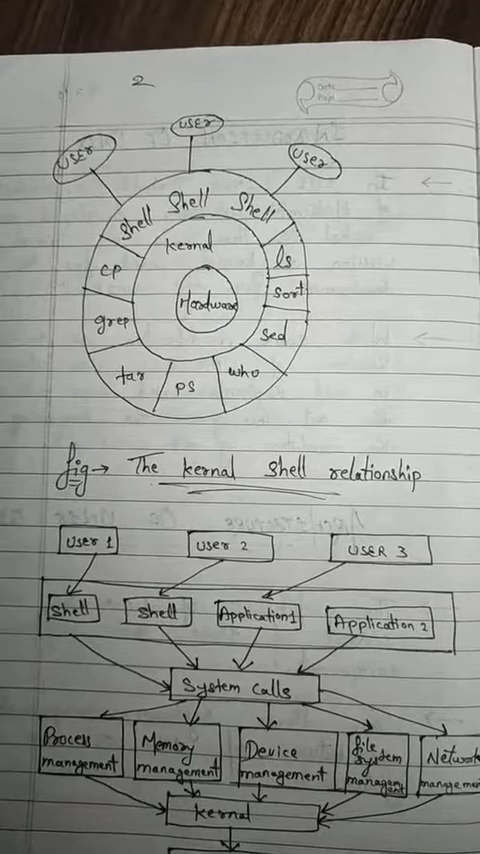 2
Date
Page
USER
USER
USER
Shell Shell Shell
kernal
ls
cp
Hardware
sort
grep
sed
tar
ps
who
fig → The kernal shell relationship
USER 1
USER 2
USER 3
Shell
Shell
Application1
Application 2
System calls
Process management
Memory management
Device management
file system management
Network management
kernal